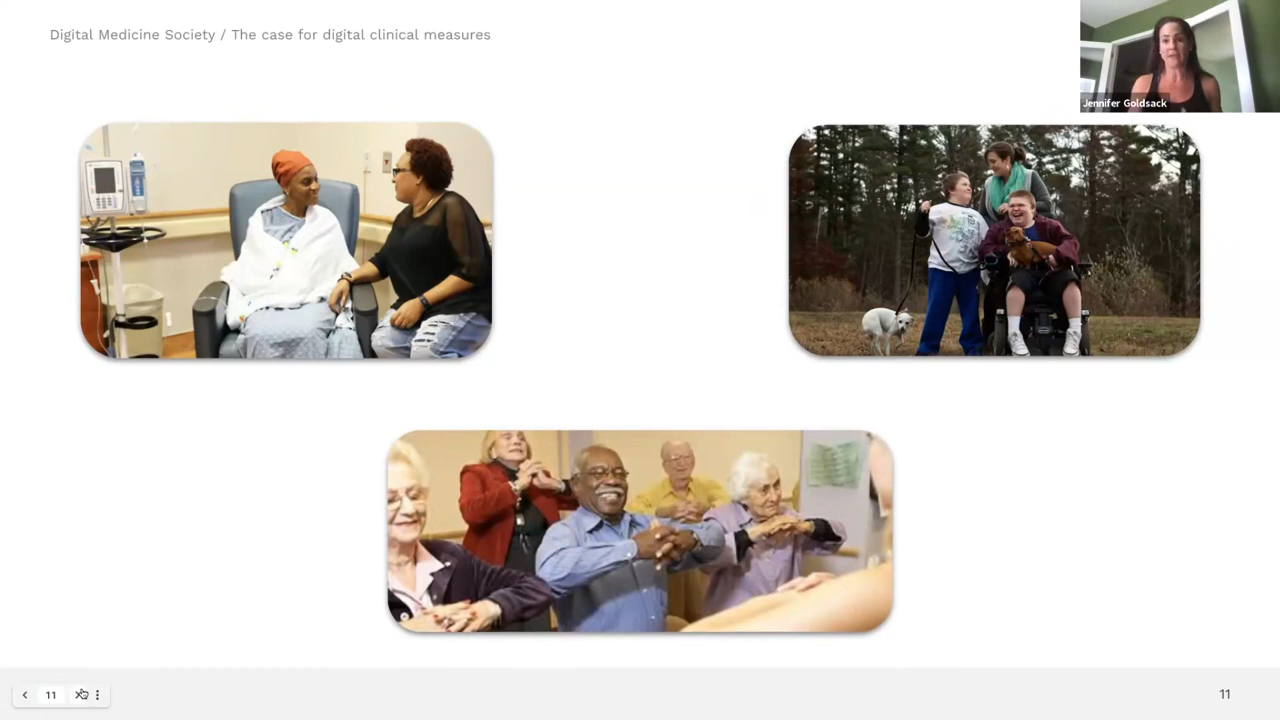 Digital Medicine Society / The case for digital clinical measures
Jennifer Goldsack
11
11